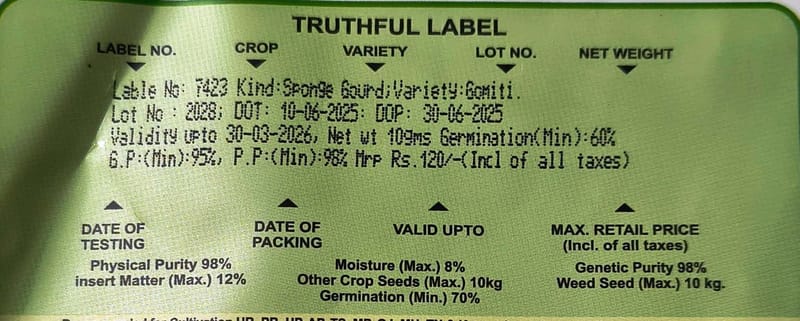 TRUTHFUL LABEL
LABEL NO. CROP VARIETY LOT NO. NET WEIGHT
Lable No: 7423 Kind:Sponge Gourd;Variety:Gomiti.
Lot No : 2028; DOT: 10-06-2025: DOP: 30-06-2025
Validity upto 30-03-2026, Net wt 10gms Germination(Min):60%
G.P:(Min):95%, P.P:(Min):98% Mrp Rs.120/-(Incl of all taxes)
DATE OF TESTING DATE OF PACKING VALID UPTO MAX. RETAIL PRICE
(Incl. of all taxes)
Physical Purity 98% Moisture (Max.) 8% Genetic Purity 98%
insert Matter (Max.) 12% Other Crop Seeds (Max.) 10kg Weed Seed (Max.) 10 kg.
Germination (Min.) 70%